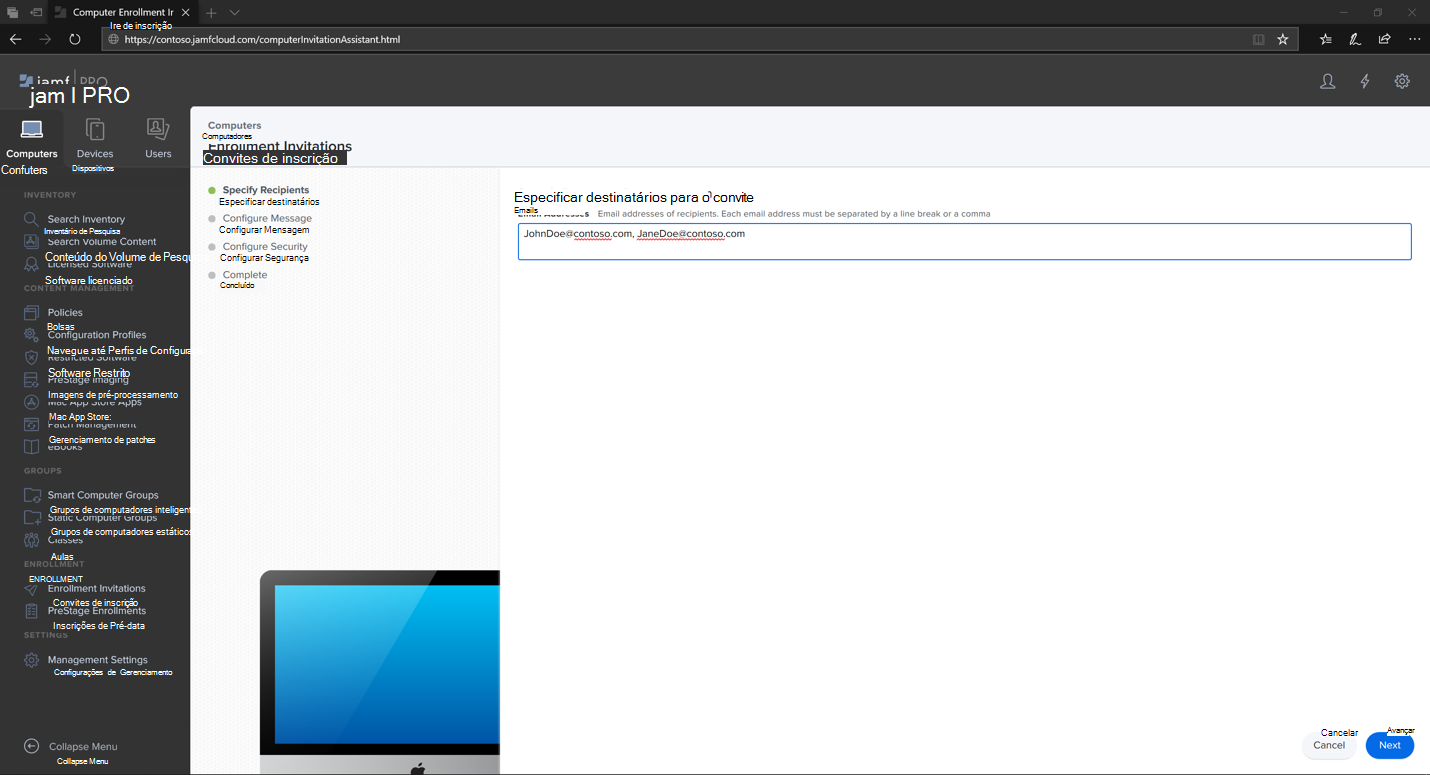 Computer Enrollment Ir
Ire de inscrição
https://contoso.jamfcloud.com/computerInvitationAssistant.html
jamf PRO
jam I PRO
Computers
Confuters
Devices
Dispositivos
Users
INVENTORY
Search Inventory
Inventário de Pesquisa
Search Volume Content
Conteúdo do Volume de Pesqu
Licensed Software
Software licenciado
CONTENT MANAGEMENT
Policies
Bolsas
Configuration Profiles
Navegue até Perfis de Configura
Restricted Software
Software Restrito
PreStage Imaging
Imagens de pré-processamento
Mac App Store Apps
Mac App Store:
Patch Management
Gerenciamento de patches
eBooks
GROUPS
Smart Computer Groups
Grupos de computadores inteligen
Static Computer Groups
Grupos de computadores estático
Classes
Aulas
ENROLLMENT
ENROLLMENT
Enrollment Invitations
Convites de inscrição
PreStage Enrollments
Inscrições de Pré-data
SETTINGS
Management Settings
Configurações de Gerenciamento
Collapse Menu
Collapse Menu
Computers
Computadores
Enrollment Invitations
Convites de inscrição
Specify Recipients
Especificar destinatários
Configure Message
Configurar Mensagem
Configure Security
Configurar Segurança
Complete
Concluído
Especificar destinatários para o convite
Emails
Email Addresses Email addresses of recipients. Each email address must be separated by a line break or a comma
JohnDoe@contoso.com, JaneDoe@contoso.com
Cancelar
Avançar
Cancel
Next